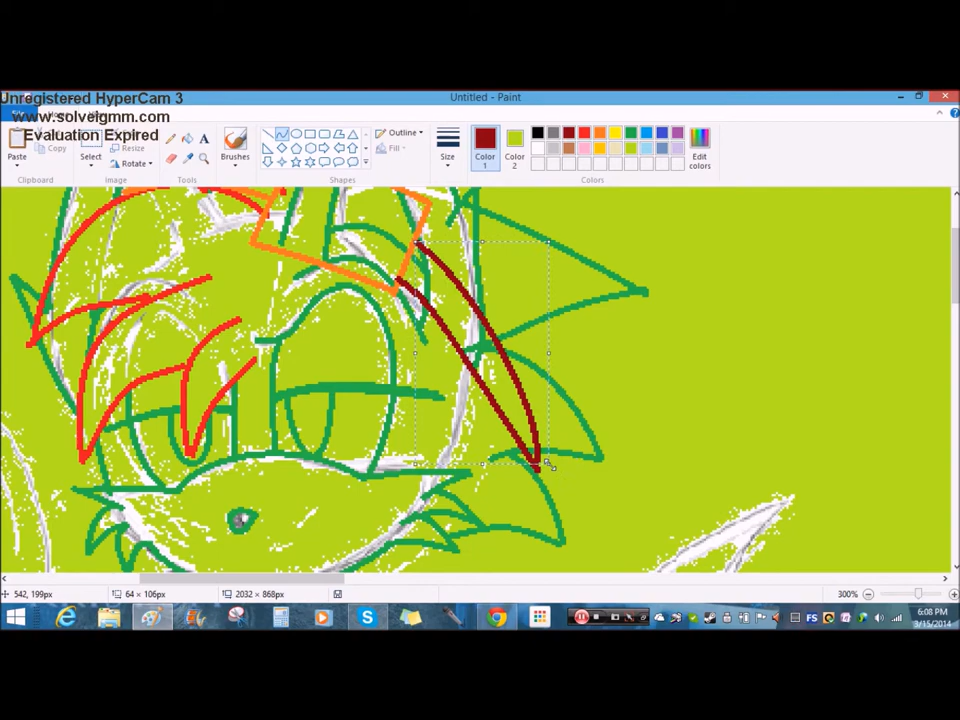 Unregistered HyperCam 3
www.solveigmm.com
Evaluation Expired
Untitled - Paint
Paste
Copy
Select
Resize
Rotate
Brushes
Outline
Fill
Size
Color 1
Color 2
Edit colors
Clipboard
Image
Tools
Shapes
Colors
542, 199px
64 × 106px
2032 × 868px
300%
FS
6:08 PM
3/15/2014